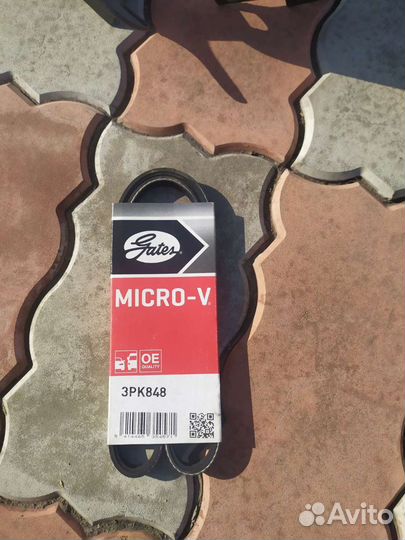 Gates
MICRO-V
OE
QUALITY
3PK848
Avito